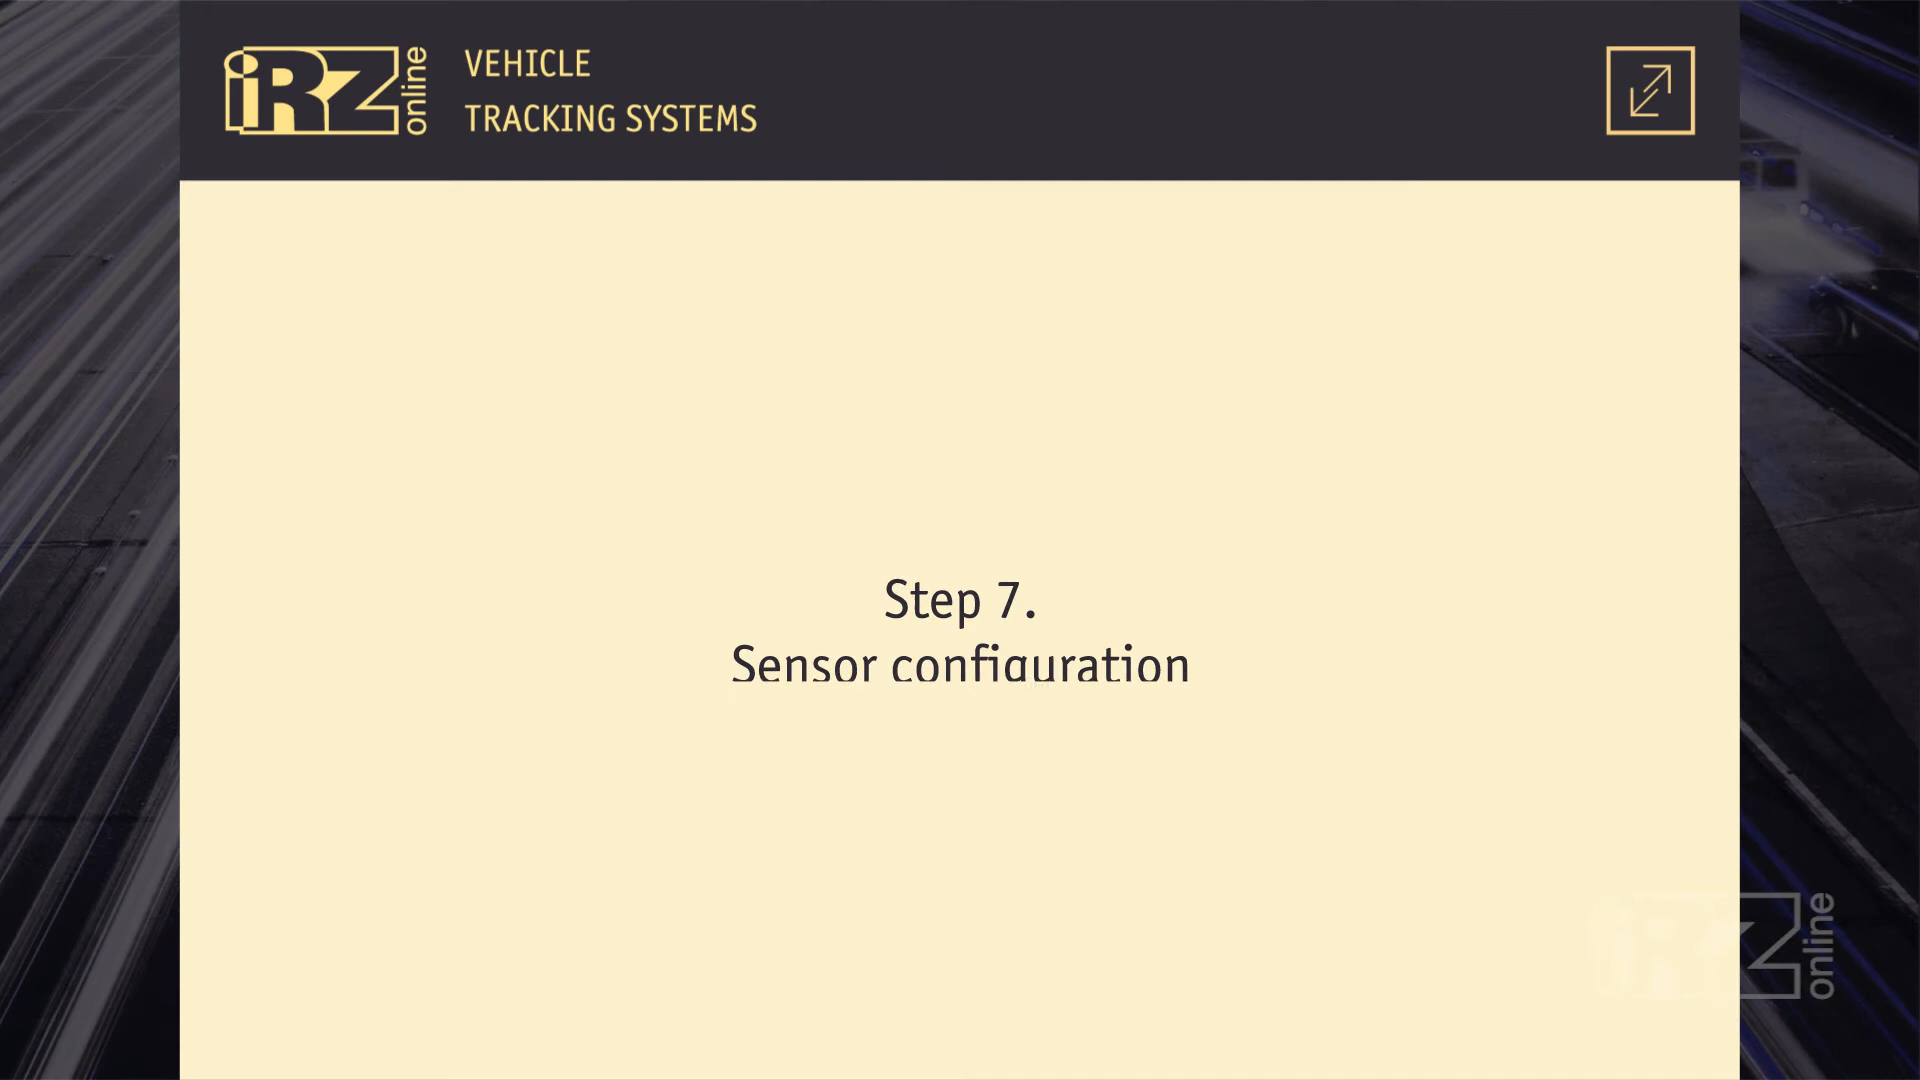 iRZ online
VEHICLE
TRACKING SYSTEMS
Step 7.
Sensor configuration
iRZ online